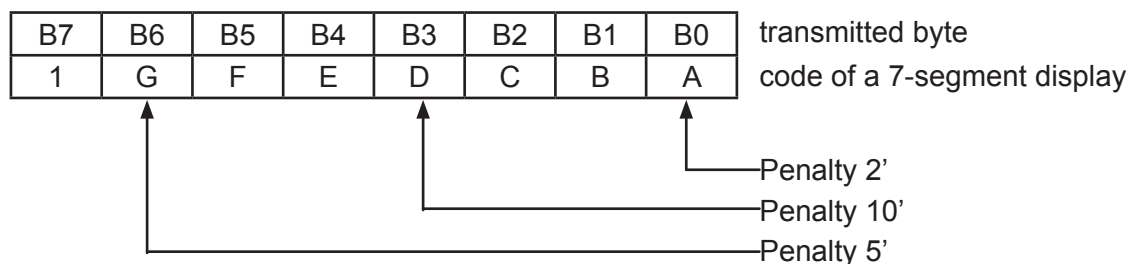 B7 B6 B5 B4 B3 B2 B1 B0 transmitted byte
1 G F E D C B A code of a 7-segment display
Penalty 2’
Penalty 10’
Penalty 5’